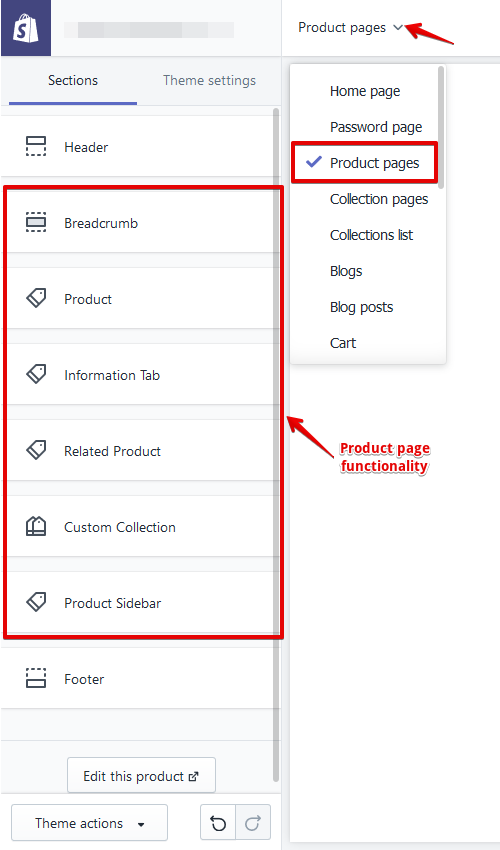 Product pages
Sections
Theme settings
Header
Breadcrumb
Product
Information Tab
Related Product
Custom Collection
Product Sidebar
Footer
Edit this product
Theme actions
Home page
Password page
Product pages
Collection pages
Collections list
Blogs
Blog posts
Cart
Product page
functionality